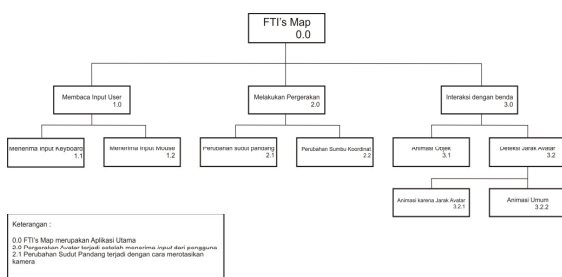 FTI's Map
0.0
Membaca Input User
1.0
Melakukan Pergerakan
2.0
Interaksi dengan benda
3.0
Menerima Input Keyboard
1.1
Menerima Input Mouse
1.2
Perubahan sudut pandang
2.1
Perubahan Sumbu Koordinat
2.2
Animasi Objek
3.1
Deteksi Jarak Avatar
3.2
Animasi karena Jarak Avatar
3.2.1
Animasi Umum
3.2.2
Keterangan :
0.0 FTI's Map merupakan Aplikasi Utama
2.0 Pergerakan Avatar terjadi setelah menerima input dari pengguna
2.1 Perubahan Sudut Pandang terjadi dengan cara merotasikan
kamera